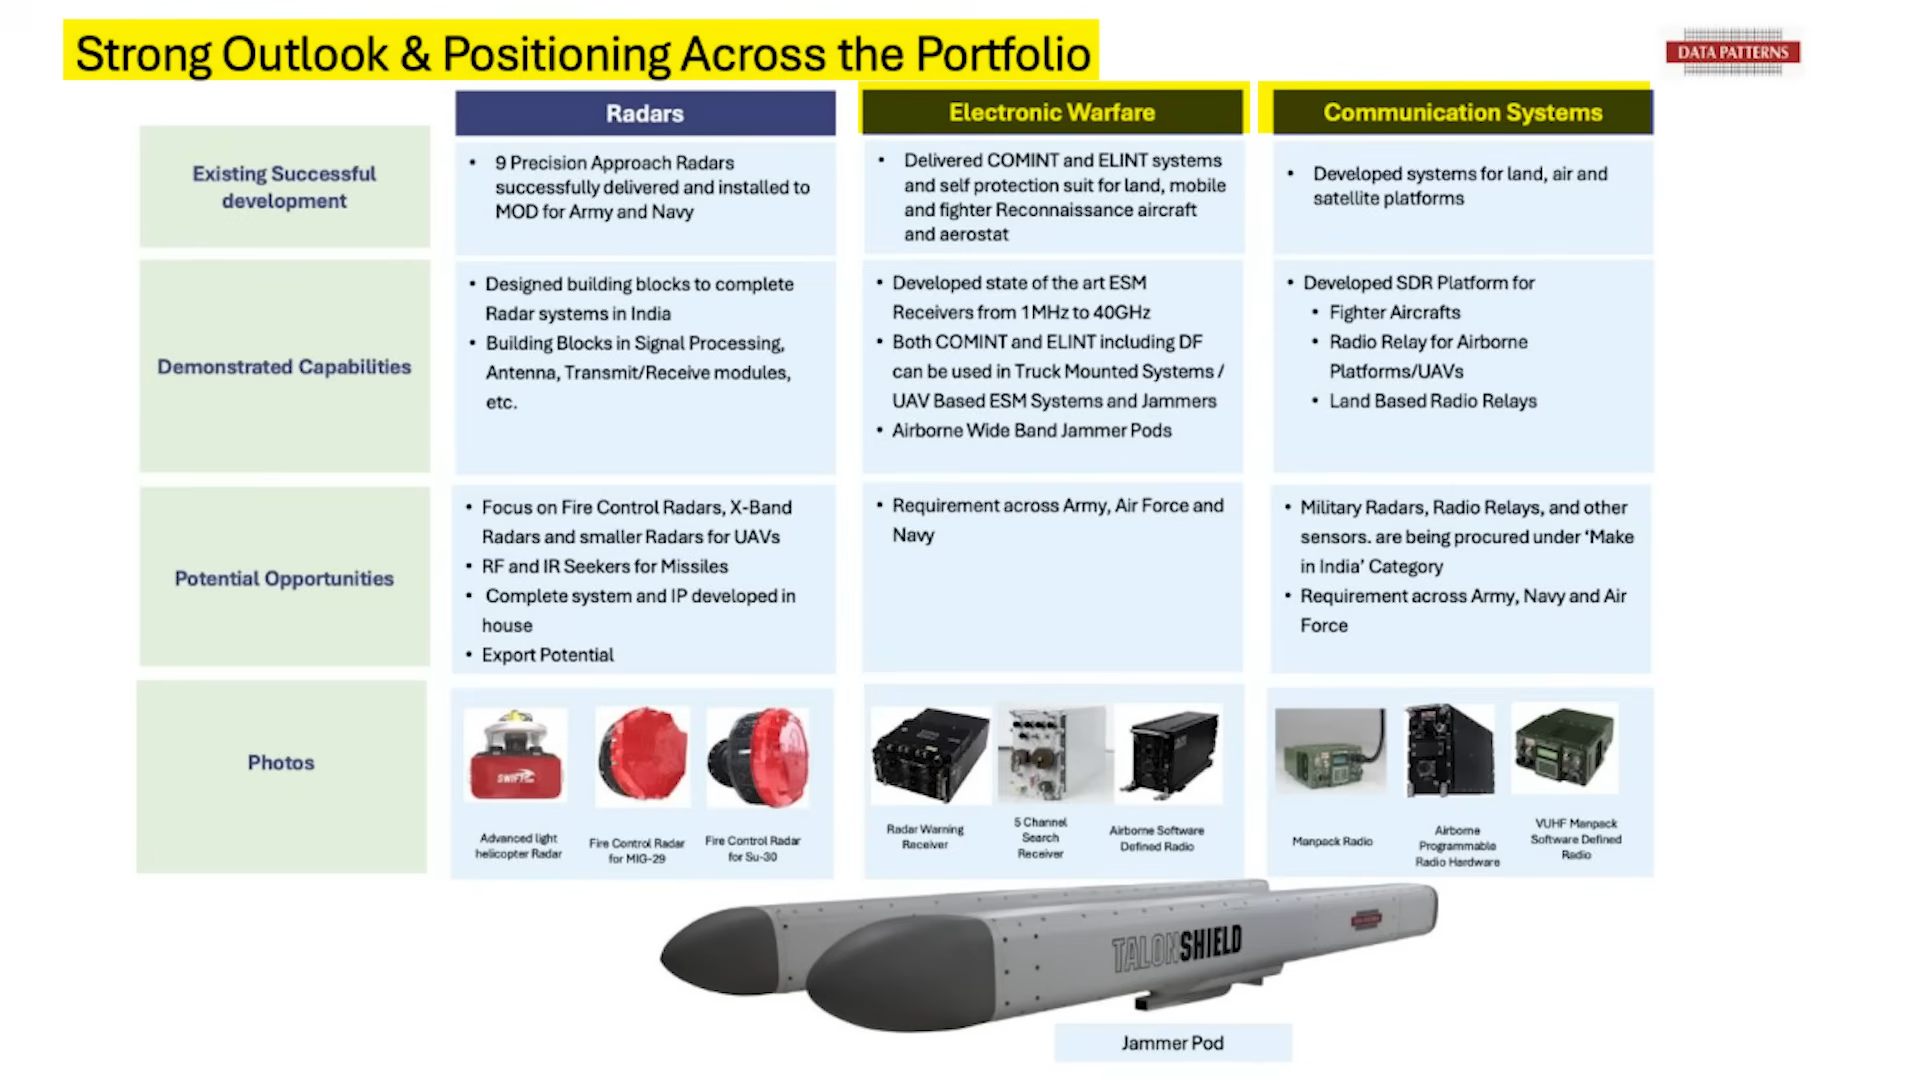 Strong Outlook & Positioning Across the Portfolio
DATA PATTERNS
Radars
Electronic Warfare
Communication Systems
Existing Successful
development
• 9 Precision Approach Radars
successfully delivered and installed to
MOD for Army and Navy
• Delivered COMINT and ELINT systems
and self protection suit for land, mobile
and fighter Reconnaissance aircraft
and aerostat
• Developed systems for land, air and
satellite platforms
Demonstrated Capabilities
• Designed building blocks to complete
Radar systems in India
• Building Blocks in Signal Processing,
Antenna, Transmit/Receive modules,
etc.
• Developed state of the art ESM
Receivers from 1MHz to 40GHz
• Both COMINT and ELINT including DF
can be used in Truck Mounted Systems /
UAV Based ESM Systems and Jammers
• Airborne Wide Band Jammer Pods
• Developed SDR Platform for
• Fighter Aircrafts
• Radio Relay for Airborne
Platforms/UAVs
• Land Based Radio Relays
Potential Opportunities
• Focus on Fire Control Radars, X-Band
Radars and smaller Radars for UAVs
• RF and IR Seekers for Missiles
• Complete system and IP developed in
house
• Export Potential
• Requirement across Army, Air Force and
Navy
• Military Radars, Radio Relays, and other
sensors. are being procured under ‘Make
in India’ Category
• Requirement across Army, Navy and Air
Force
Photos
SWIFT
Advanced light
helicopter Radar
Fire Control Radar
for MIG-29
Fire Control Radar
for Su-30
Radar Warning
Receiver
5 Channel
Search
Receiver
Airborne Software
Defined Radio
Manpack Radio
Airborne
Programmable
Radio Hardware
VUHF Manpack
Software Defined
Radio
TALONSHIELD
Jammer Pod